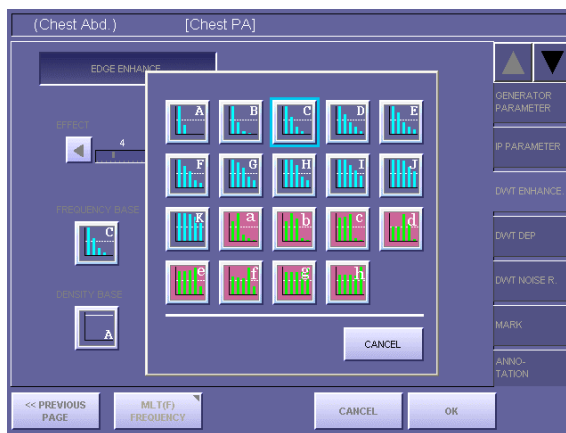 (Chest Abd.) [Chest PA]
EDGE ENHANCE
EFFECT
4
FREQUENCY BASE
C
DENSITY BASE
A
A B C D E
F G H I J
K a b c d
e f g h
CANCEL
GENERATOR
PARAMETER
IP PARAMETER
DWT ENHANCE.
DWT DEP
DWT NOISE R.
MARK
ANNO-
TATION
<< PREVIOUS
PAGE
MLT(F)
FREQUENCY
CANCEL
OK